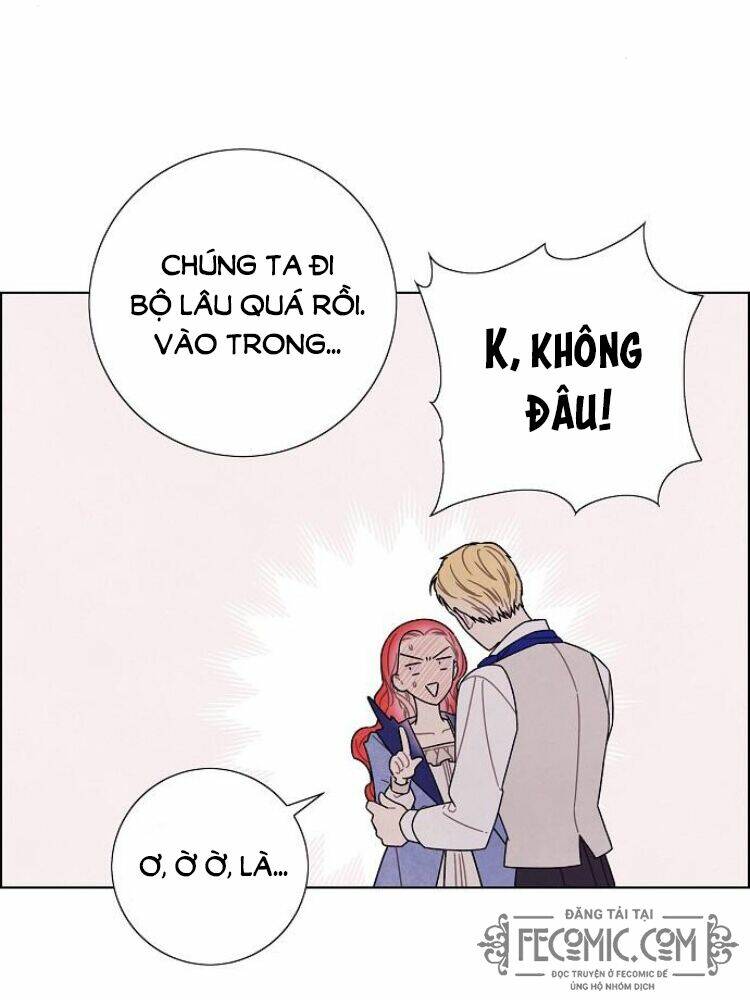 CHÚNG TA ĐI
BỘ LÂU QUÁ RỒI.
VÀO TRONG...
K, KHÔNG
ĐÂU!
Ơ, Ờ Ờ, LÀ...
ĐĂNG TẢI TẠI
FECOMIC.COM
ĐỌC TRUYỆN Ở FECOMIC ĐỂ
ỦNG HỘ NHÓM DỊCH